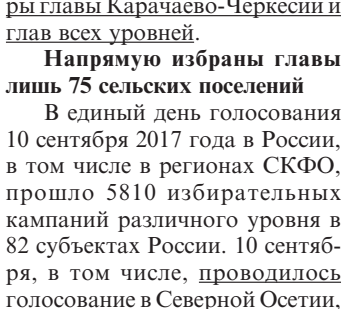 ры главы Карачаево-Черкесии и
глав всех уровней.
Напрямую избраны главы
лишь 75 сельских поселений
В единый день голосования
10 сентября 2017 года в России,
в том числе в регионах СКФО,
прошло 5810 избирательных
кампаний различного уровня в
82 субъектах России. 10 сентяб-
ря, в том числе, проводилось
голосование в Северной Осетии,